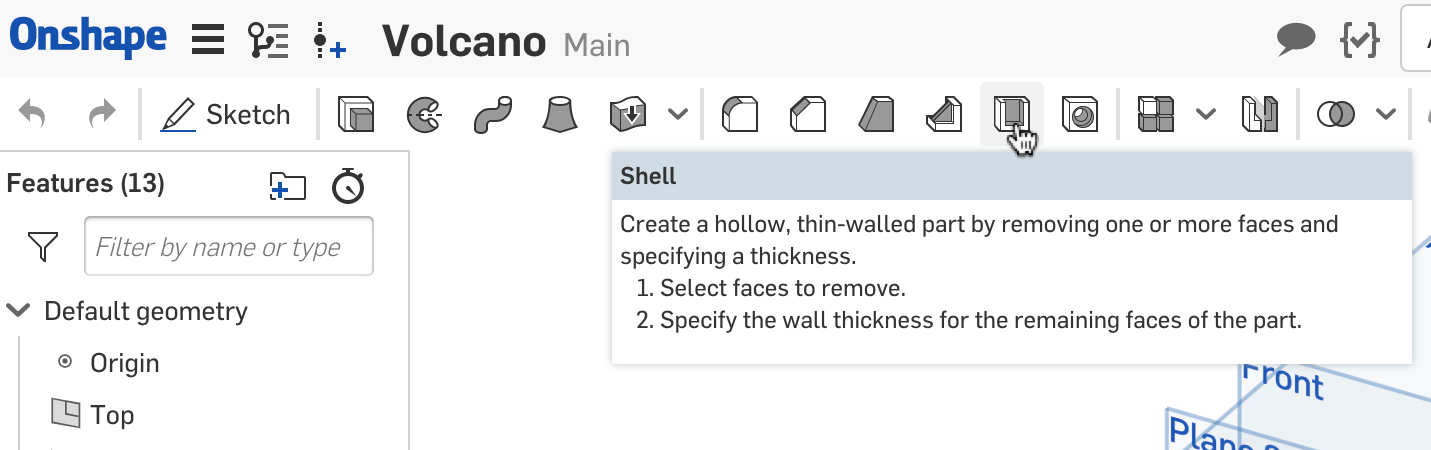 Onshape Volcano Main
Sketch
Features (13)
Shell
Create a hollow, thin-walled part by removing one or more faces and
specifying a thickness.
1. Select faces to remove.
2. Specify the wall thickness for the remaining faces of the part.
Filter by name or type
Default geometry
Origin
Top
Front
Plane